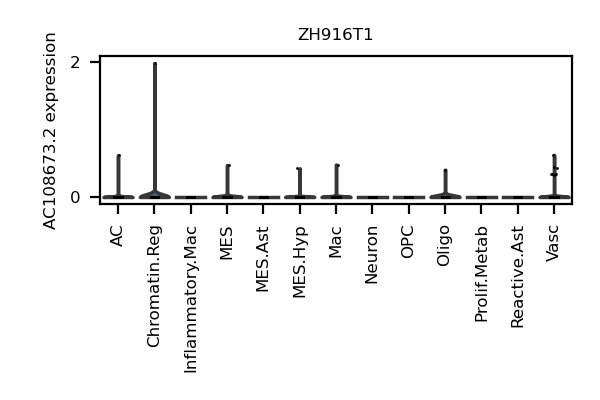 ZH916T1
AC108673.2 expression
2
0
AC
Chromatin.Reg
Inflammatory.Mac
MES
MES.Ast
MES.Hyp
Mac
Neuron
OPC
Oligo
Prolif.Metab
Reactive.Ast
Vasc